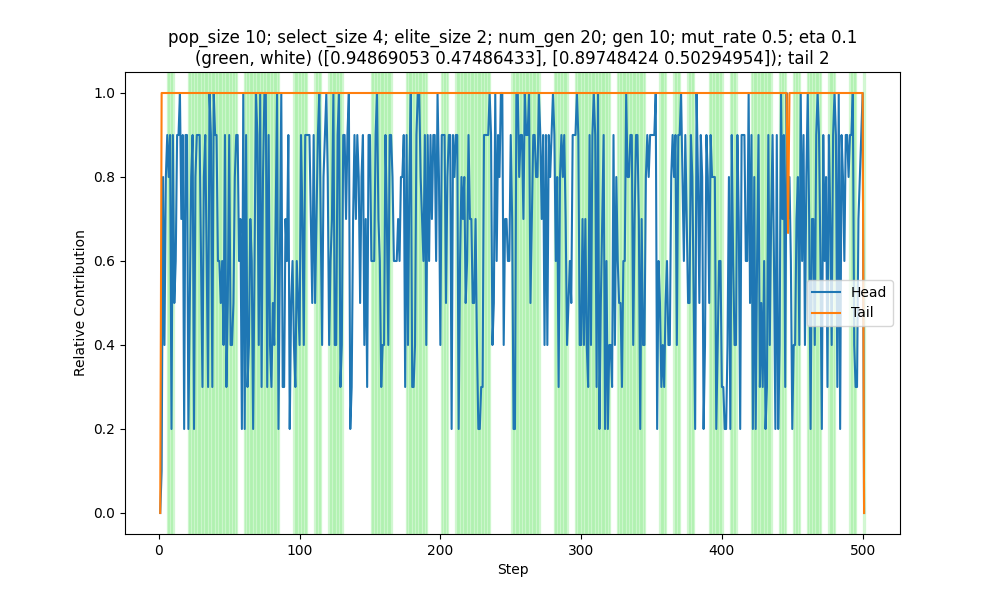 pop_size 10; select_size 4; elite_size 2; num_gen 20; gen 10; mut_rate 0.5; eta 0.1
(green, white) ([0.94869053 0.47486433], [0.89748424 0.50294954]); tail 2
1.0
0.8
0.6
0.4
0.2
0.0
Relative Contribution
Head
Tail
0
100
200
300
400
500
Step